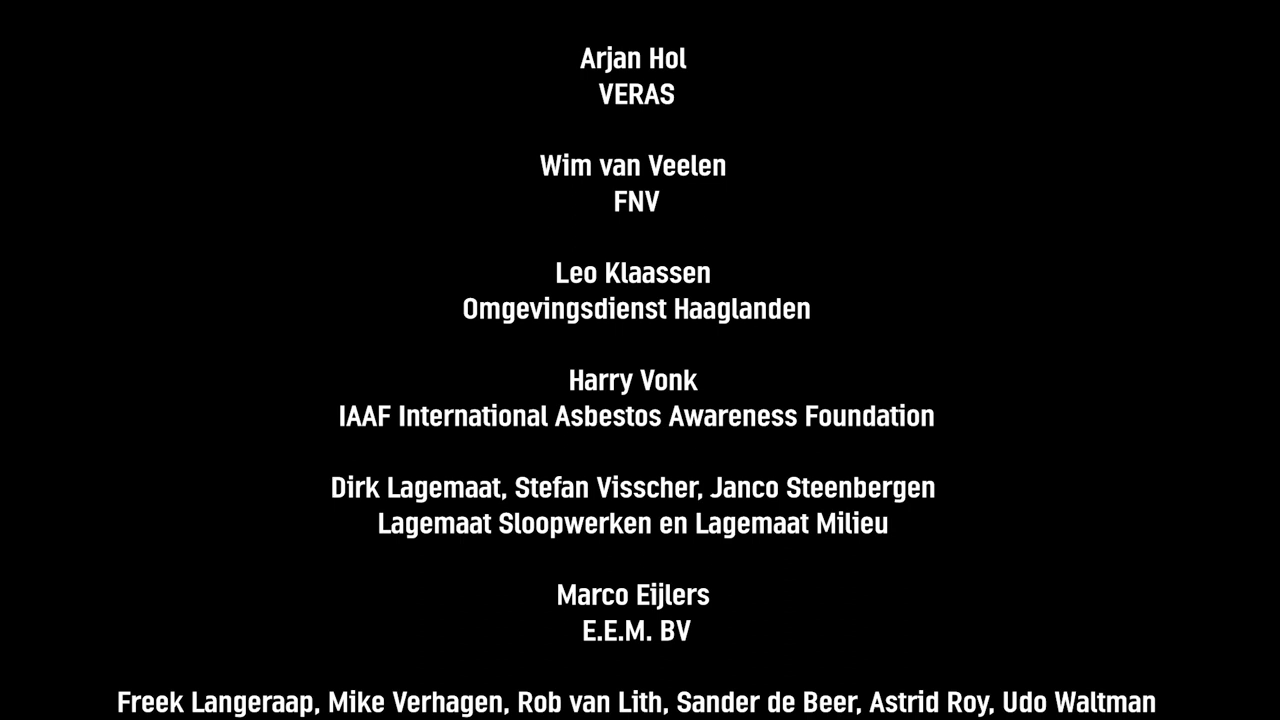 Arjan Hol
VERAS
Wim van Veelen
FNV
Leo Klaassen
Omgevingsdienst Haaglanden
Harry Vonk
IAAF International Asbestos Awareness Foundation
Dirk Lagemaat, Stefan Visscher, Janco Steenbergen
Lagemaat Sloopwerken en Lagemaat Milieu
Marco Eijlers
E.E.M. BV
Freek Langeraap, Mike Verhagen, Rob van Lith, Sander de Beer, Astrid Roy, Udo Waltman